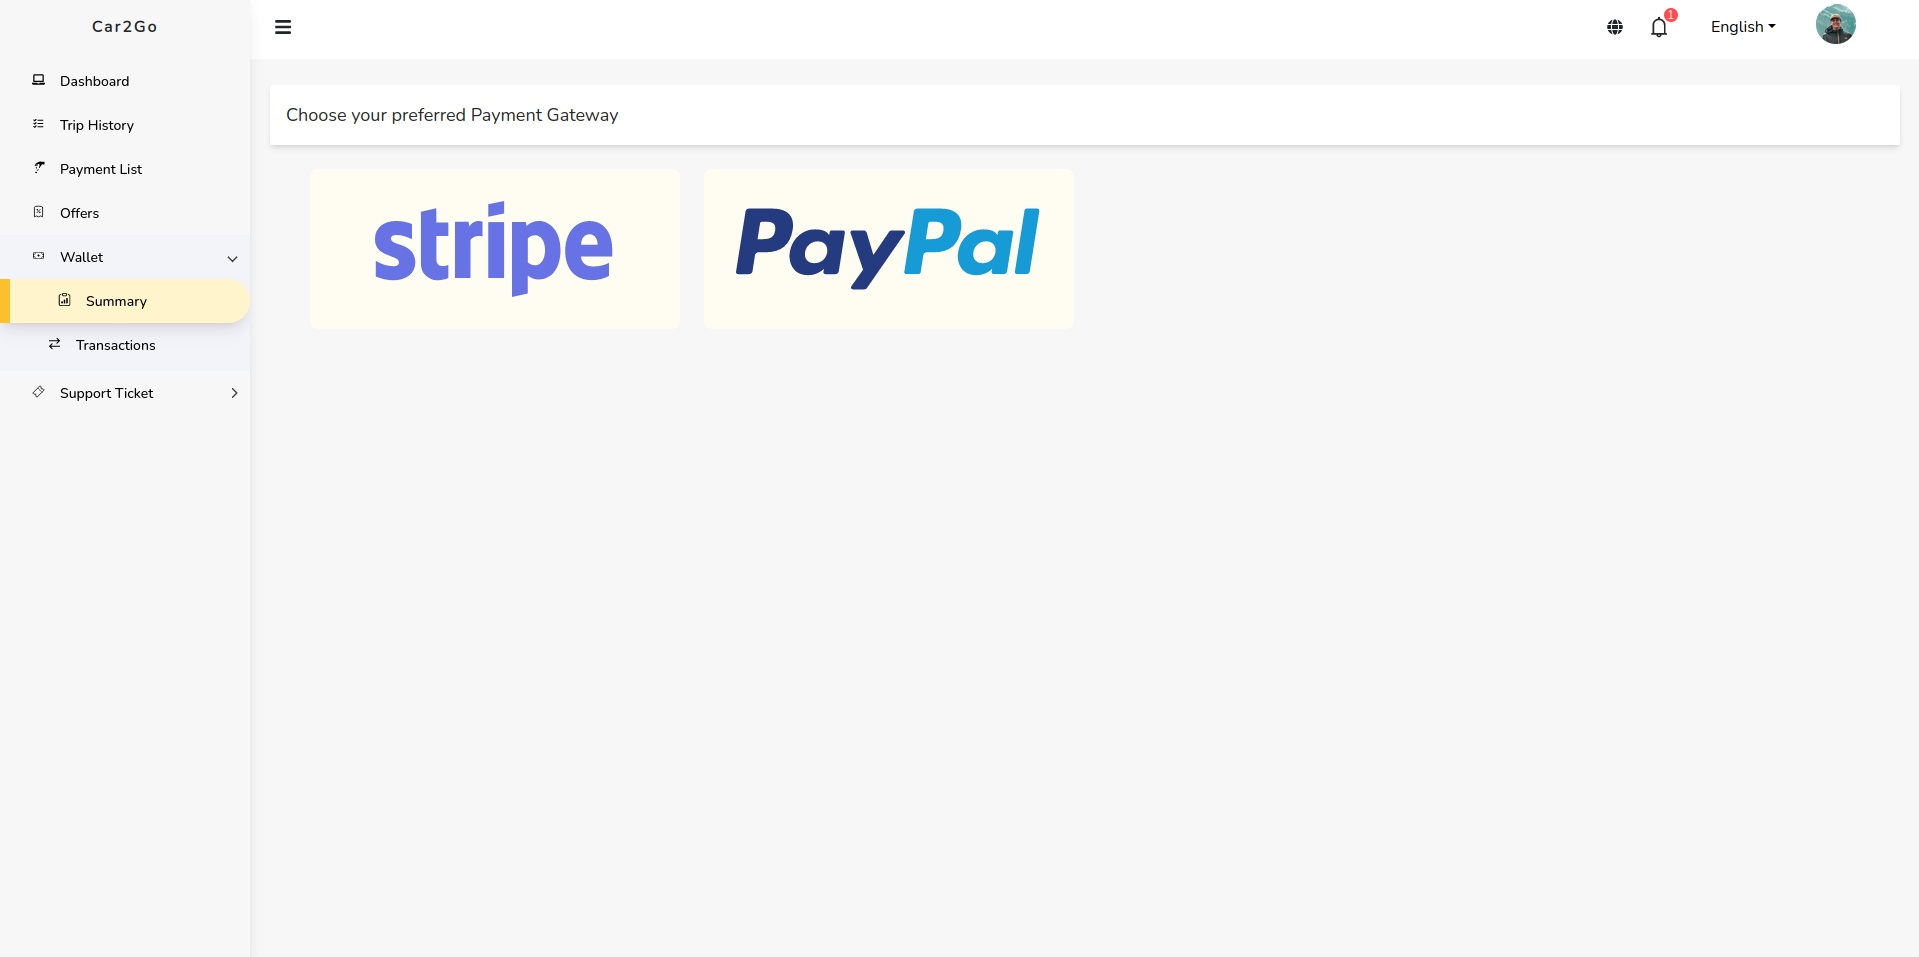 Car2Go
1
English
Dashboard
Trip History
Payment List
Offers
Wallet
Summary
Transactions
Support Ticket
Choose your preferred Payment Gateway
stripe
PayPal